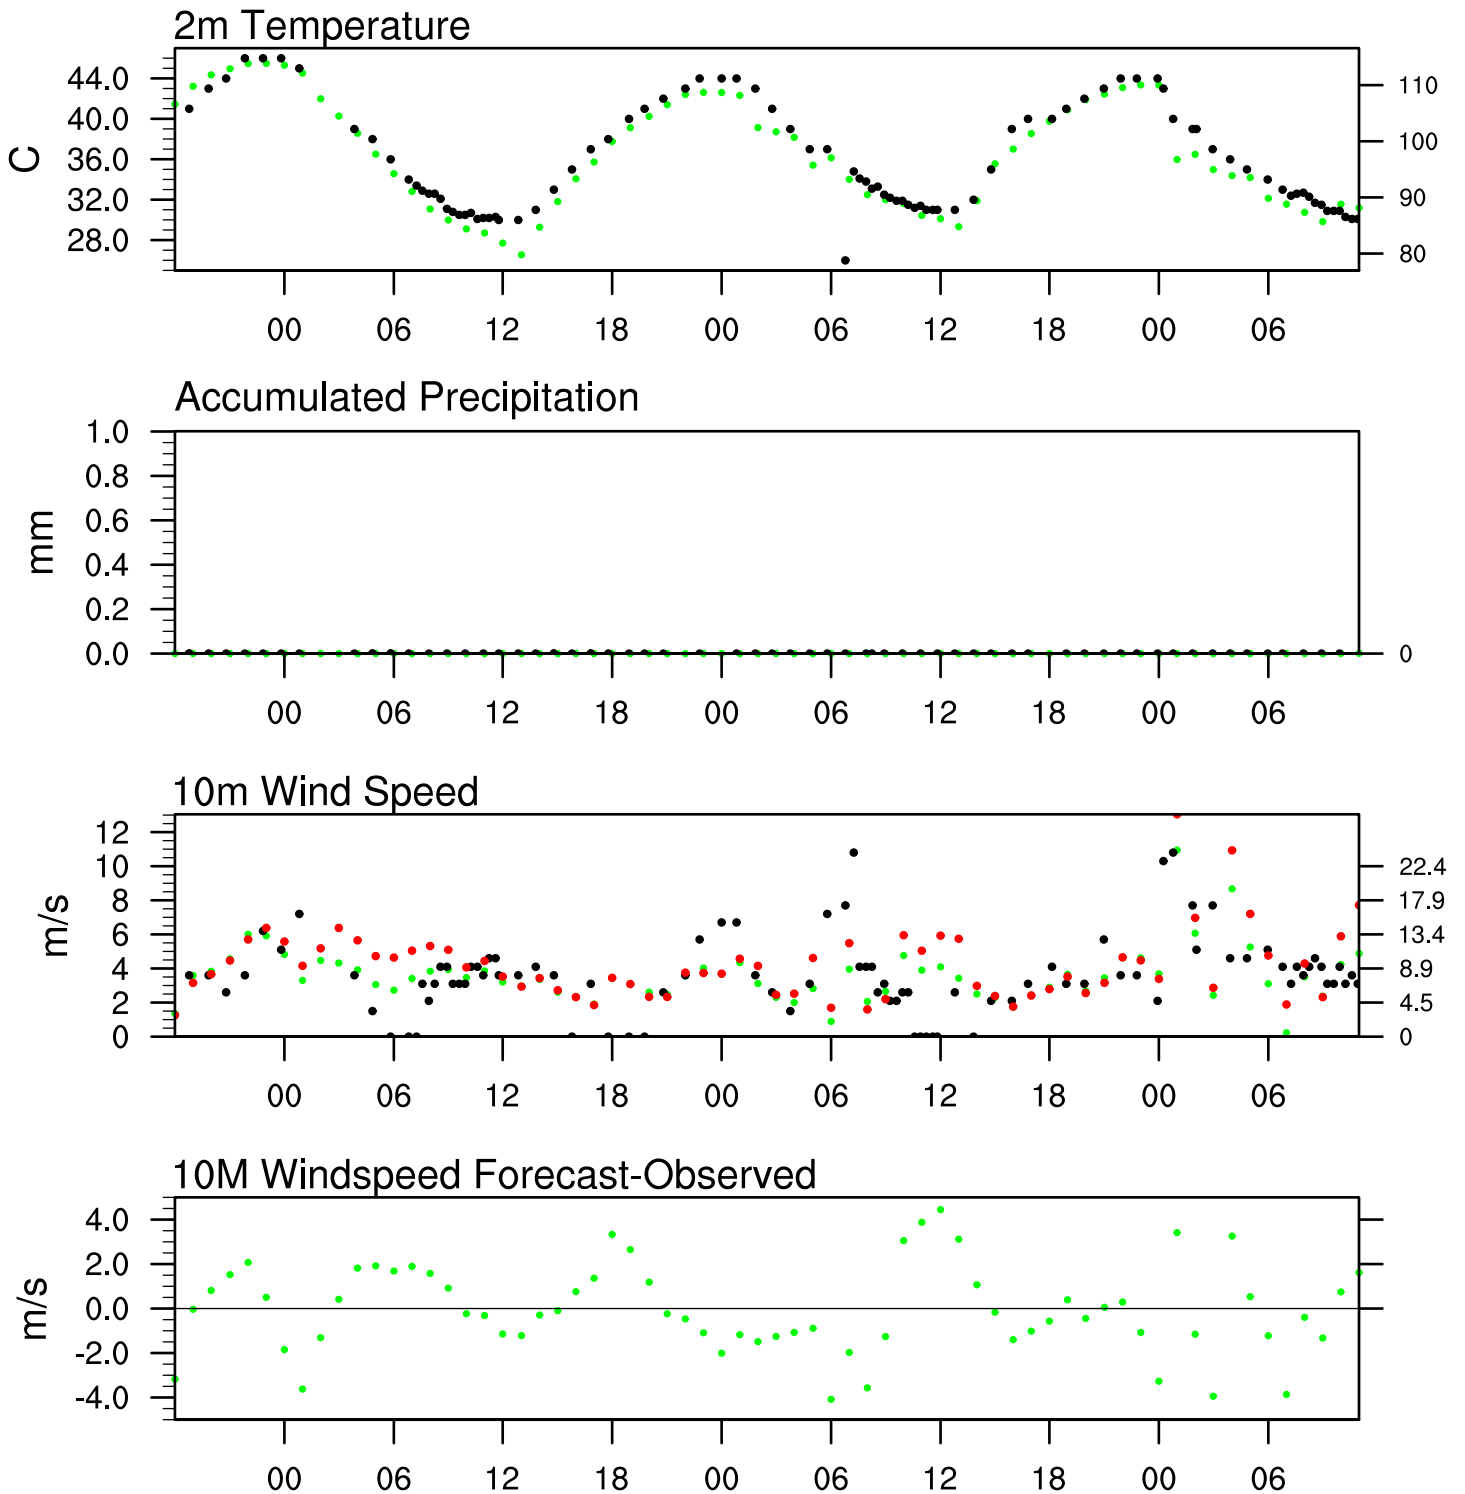 2m Temperature
44.0
40.0
36.0
32.0
28.0
C
110
100
90
80
00 06 12 18 00 06 12 18 00 06
Accumulated Precipitation
1.0
0.8
0.6
0.4
0.2
0.0
mm
0
00 06 12 18 00 06 12 18 00 06
10m Wind Speed
12
10
8
6
4
2
0
m/s
22.4
17.9
13.4
8.9
4.5
0
00 06 12 18 00 06 12 18 00 06
10M Windspeed Forecast-Observed
4.0
2.0
0.0
-2.0
-4.0
m/s
00 06 12 18 00 06 12 18 00 06